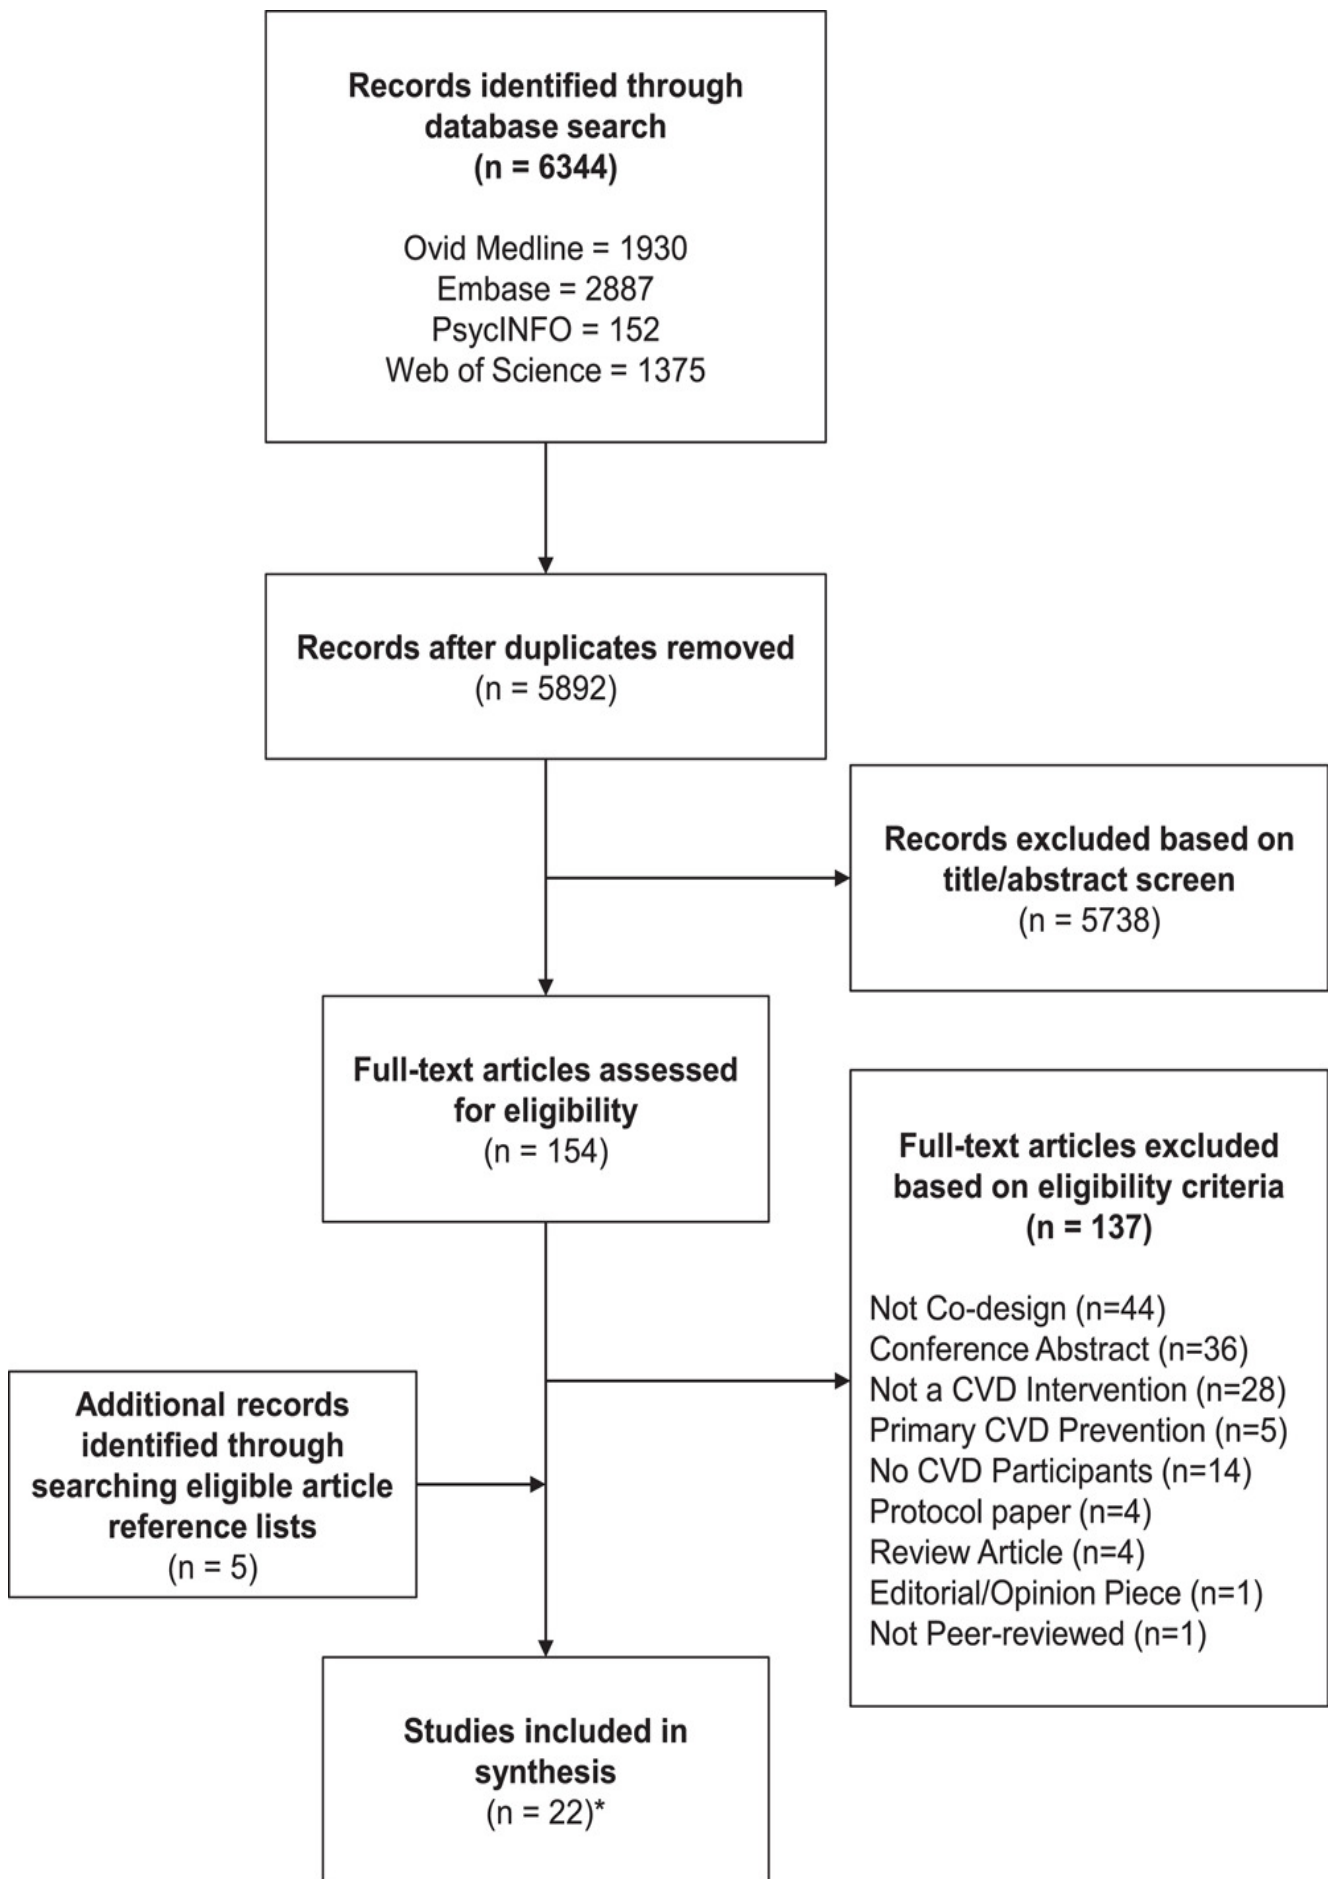 Records identified through
database search
(n = 6344)
Ovid Medline = 1930
Embase = 2887
PsycINFO = 152
Web of Science = 1375
Records after duplicates removed
(n = 5892)
Records excluded based on
title/abstract screen
(n = 5738)
Full-text articles assessed
for eligibility
(n = 154)
Full-text articles excluded
based on eligibility criteria
(n = 137)
Not Co-design (n=44)
Conference Abstract (n=36)
Not a CVD Intervention (n=28)
Primary CVD Prevention (n=5)
No CVD Participants (n=14)
Protocol paper (n=4)
Review Article (n=4)
Editorial/Opinion Piece (n=1)
Not Peer-reviewed (n=1)
Additional records
identified through
searching eligible article
reference lists
(n = 5)
Studies included in
synthesis
(n = 22)*